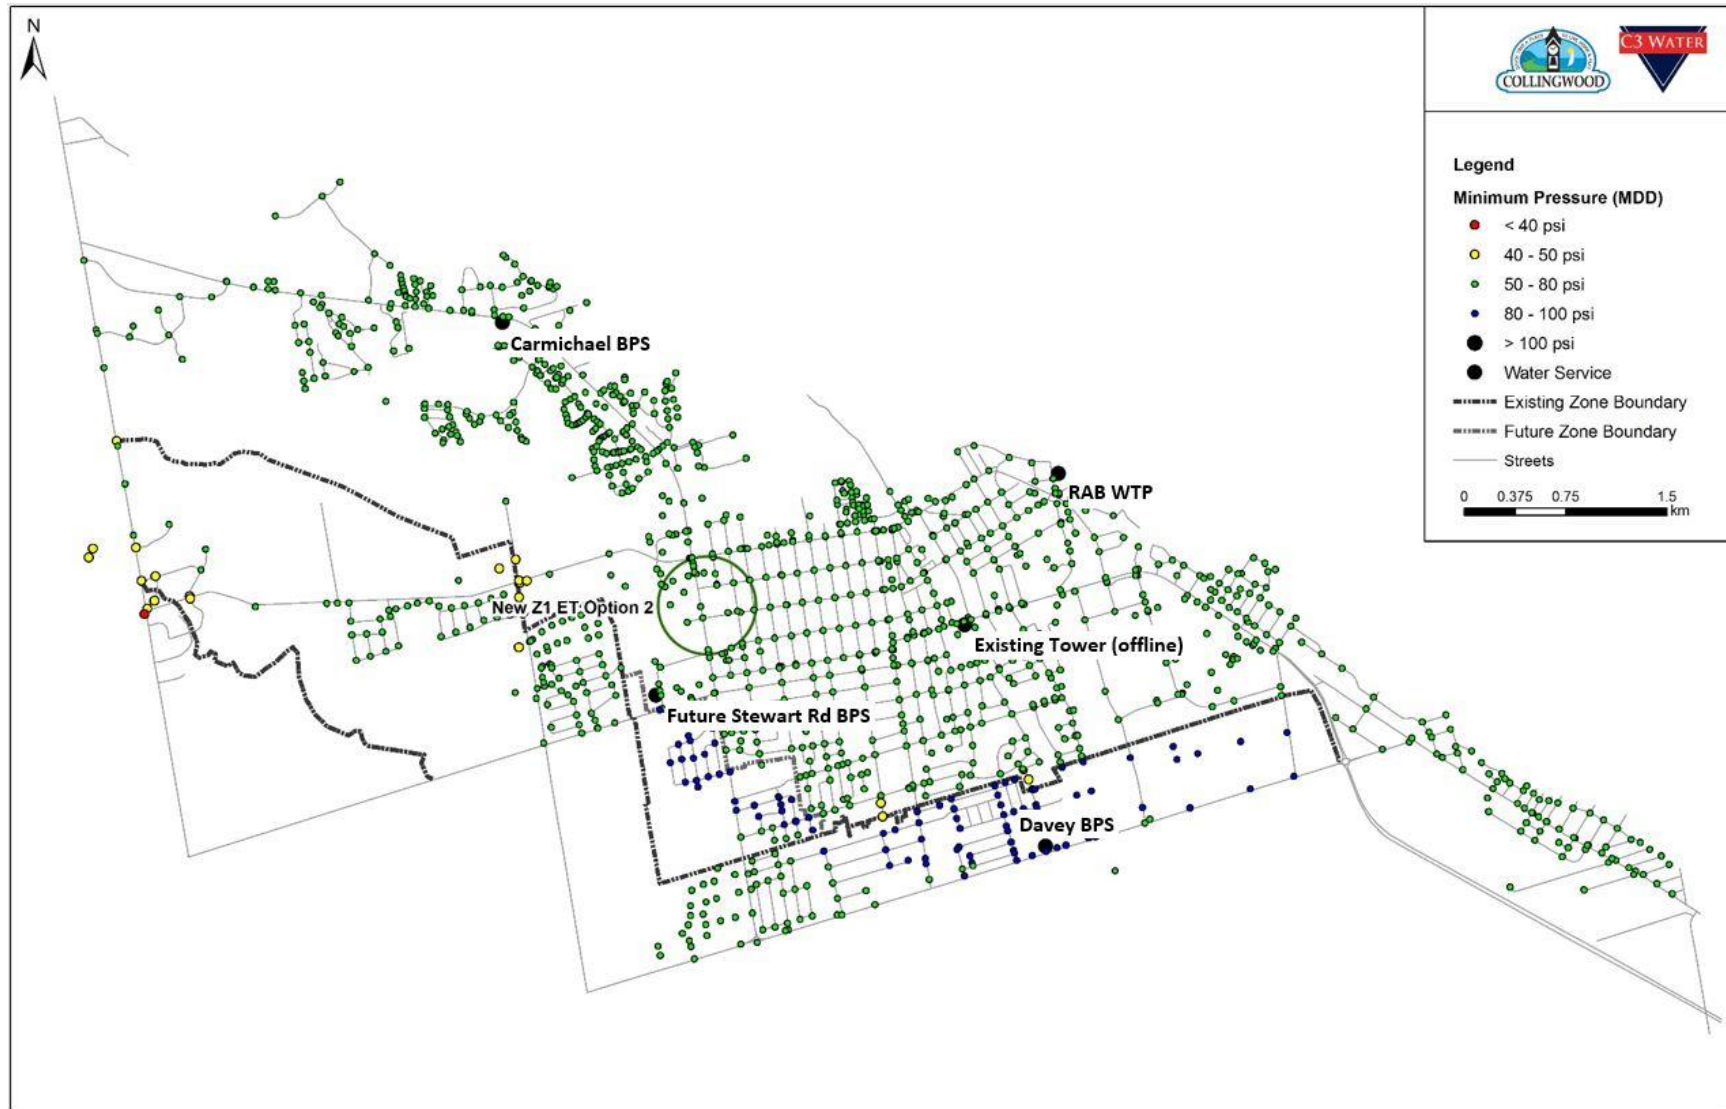 N
COLLINGWOOD
C3 WATER
Legend
Minimum Pressure (MDD)
< 40 psi
40 - 50 psi
50 - 80 psi
80 - 100 psi
> 100 psi
Water Service
Existing Zone Boundary
Future Zone Boundary
Streets
0 0.375 0.75 1.5
km
Carmichael BPS
RAB WTP
New Z1 ET Option 2
Existing Tower (offline)
Future Stewart Rd BPS
Davey BPS